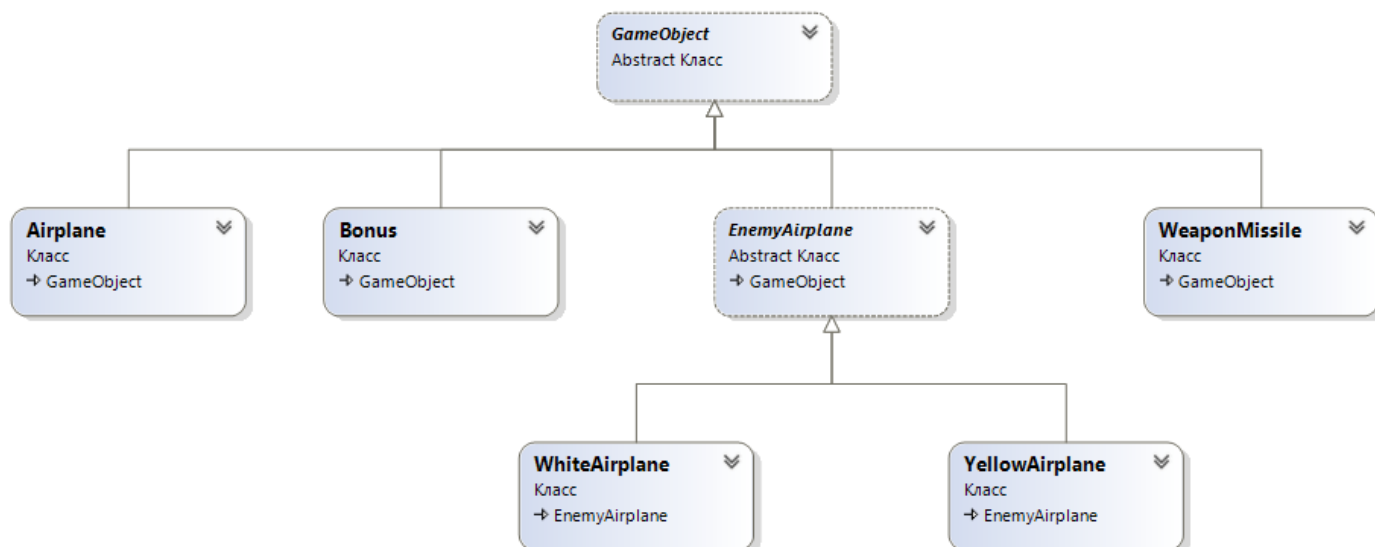 GameObject
Abstract Класс
Airplane
Класс
GameObject
Bonus
Класс
GameObject
EnemyAirplane
Abstract Класс
GameObject
WeaponMissile
Класс
GameObject
WhiteAirplane
Класс
EnemyAirplane
YellowAirplane
Класс
EnemyAirplane